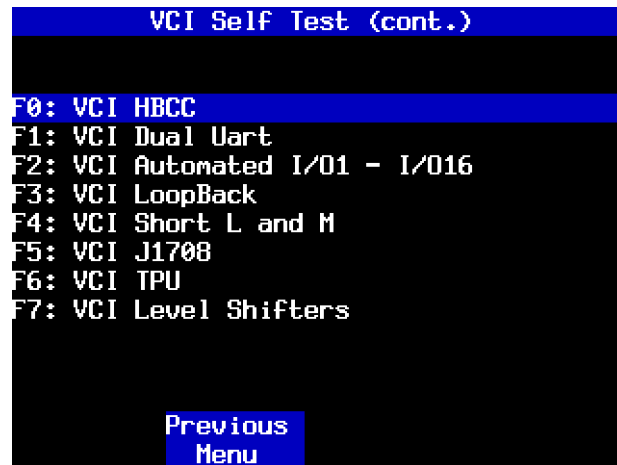 VCI Self Test (cont.)
F0: VCI HBCC
F1: VCI Dual Uart
F2: VCI Automated I/O1 - I/O16
F3: VCI LoopBack
F4: VCI Short L and M
F5: VCI J1708
F6: VCI TPU
F7: VCI Level Shifters
Previous
Menu